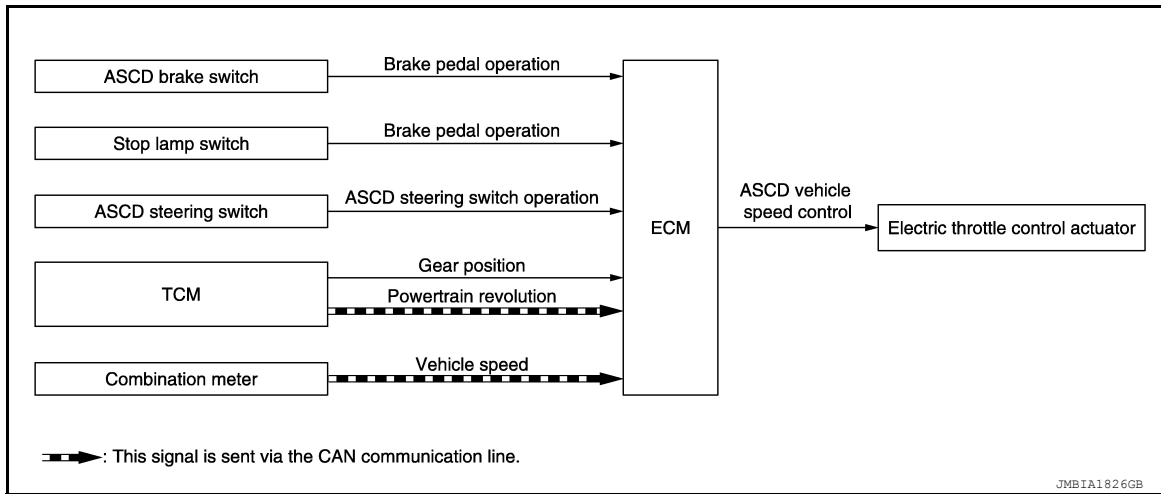 ASCD brake switch
Brake pedal operation
Stop lamp switch
Brake pedal operation
ASCD steering switch
ASCD steering switch operation
TCM
Gear position
Powertrain revolution
Combination meter
Vehicle speed
ECM
ASCD vehicle
speed control
Electric throttle control actuator
: This signal is sent via the CAN communication line.
JMBIA1826GB